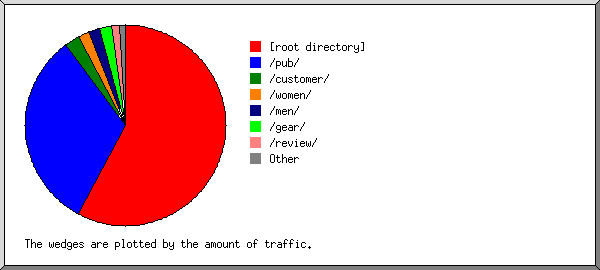 [root directory]
/pub/
/customer/
/women/
/men/
/gear/
/review/
Other
The wedges are plotted by the amount of traffic.